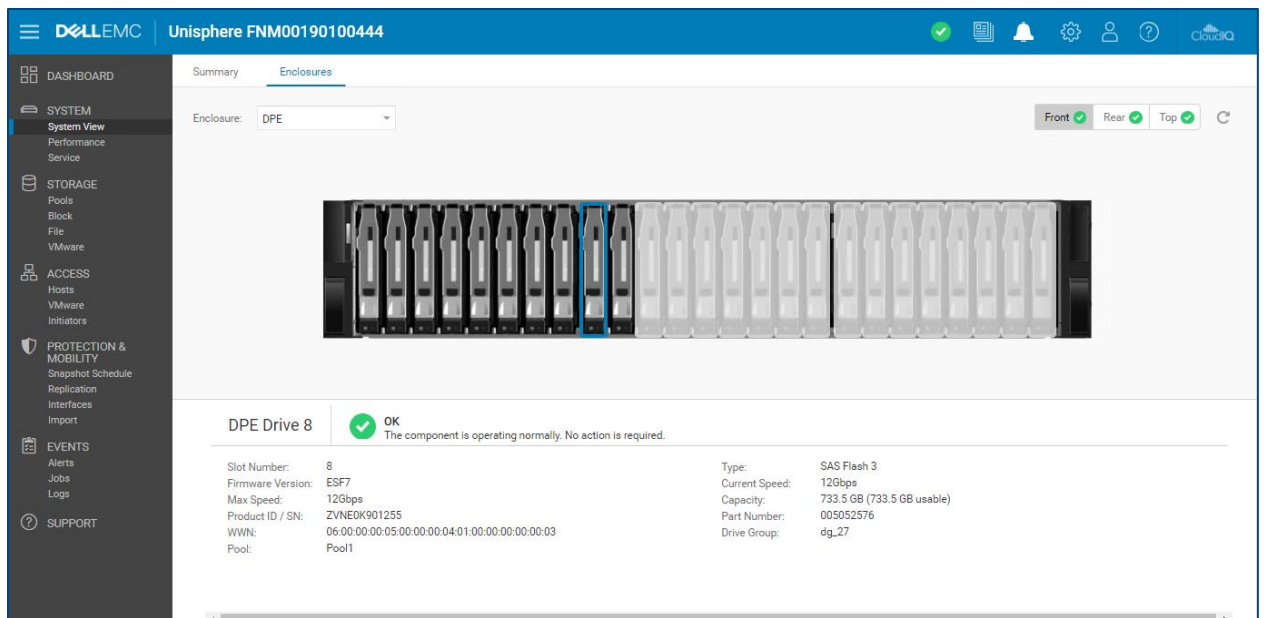 DELLEMC Unisphere FNM00190100444 CloudIQ
DASHBOARD
SYSTEM
System View
Performance
Service
STORAGE
Pools
Block
File
VMware
ACCESS
Hosts
VMware
Initiators
PROTECTION &
MOBILITY
Snapshot Schedule
Replication
Interfaces
Import
EVENTS
Alerts
Jobs
Logs
SUPPORT
Summary Enclosures
Enclosure: DPE Front Rear Top
DPE Drive 8 OK
The component is operating normally. No action is required.
Slot Number: 8
Firmware Version: ESF7
Max Speed: 12Gbps
Product ID / SN: ZVNE0K901255
WWN: 06:00:00:00:05:00:00:00:04:01:00:00:00:00:00:03
Pool: Pool1
Type: SAS Flash 3
Current Speed: 12Gbps
Capacity: 733.5 GB (733.5 GB usable)
Part Number: 005052576
Drive Group: dg_27